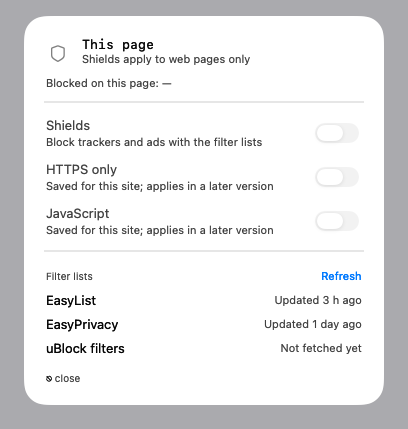 This page
Shields apply to web pages only
Blocked on this page: —
Shields
Block trackers and ads with the filter lists
HTTPS only
Saved for this site; applies in a later version
JavaScript
Saved for this site; applies in a later version
Filter lists Refresh
EasyList Updated 3 h ago
EasyPrivacy Updated 1 day ago
uBlock filters Not fetched yet
⎋ close